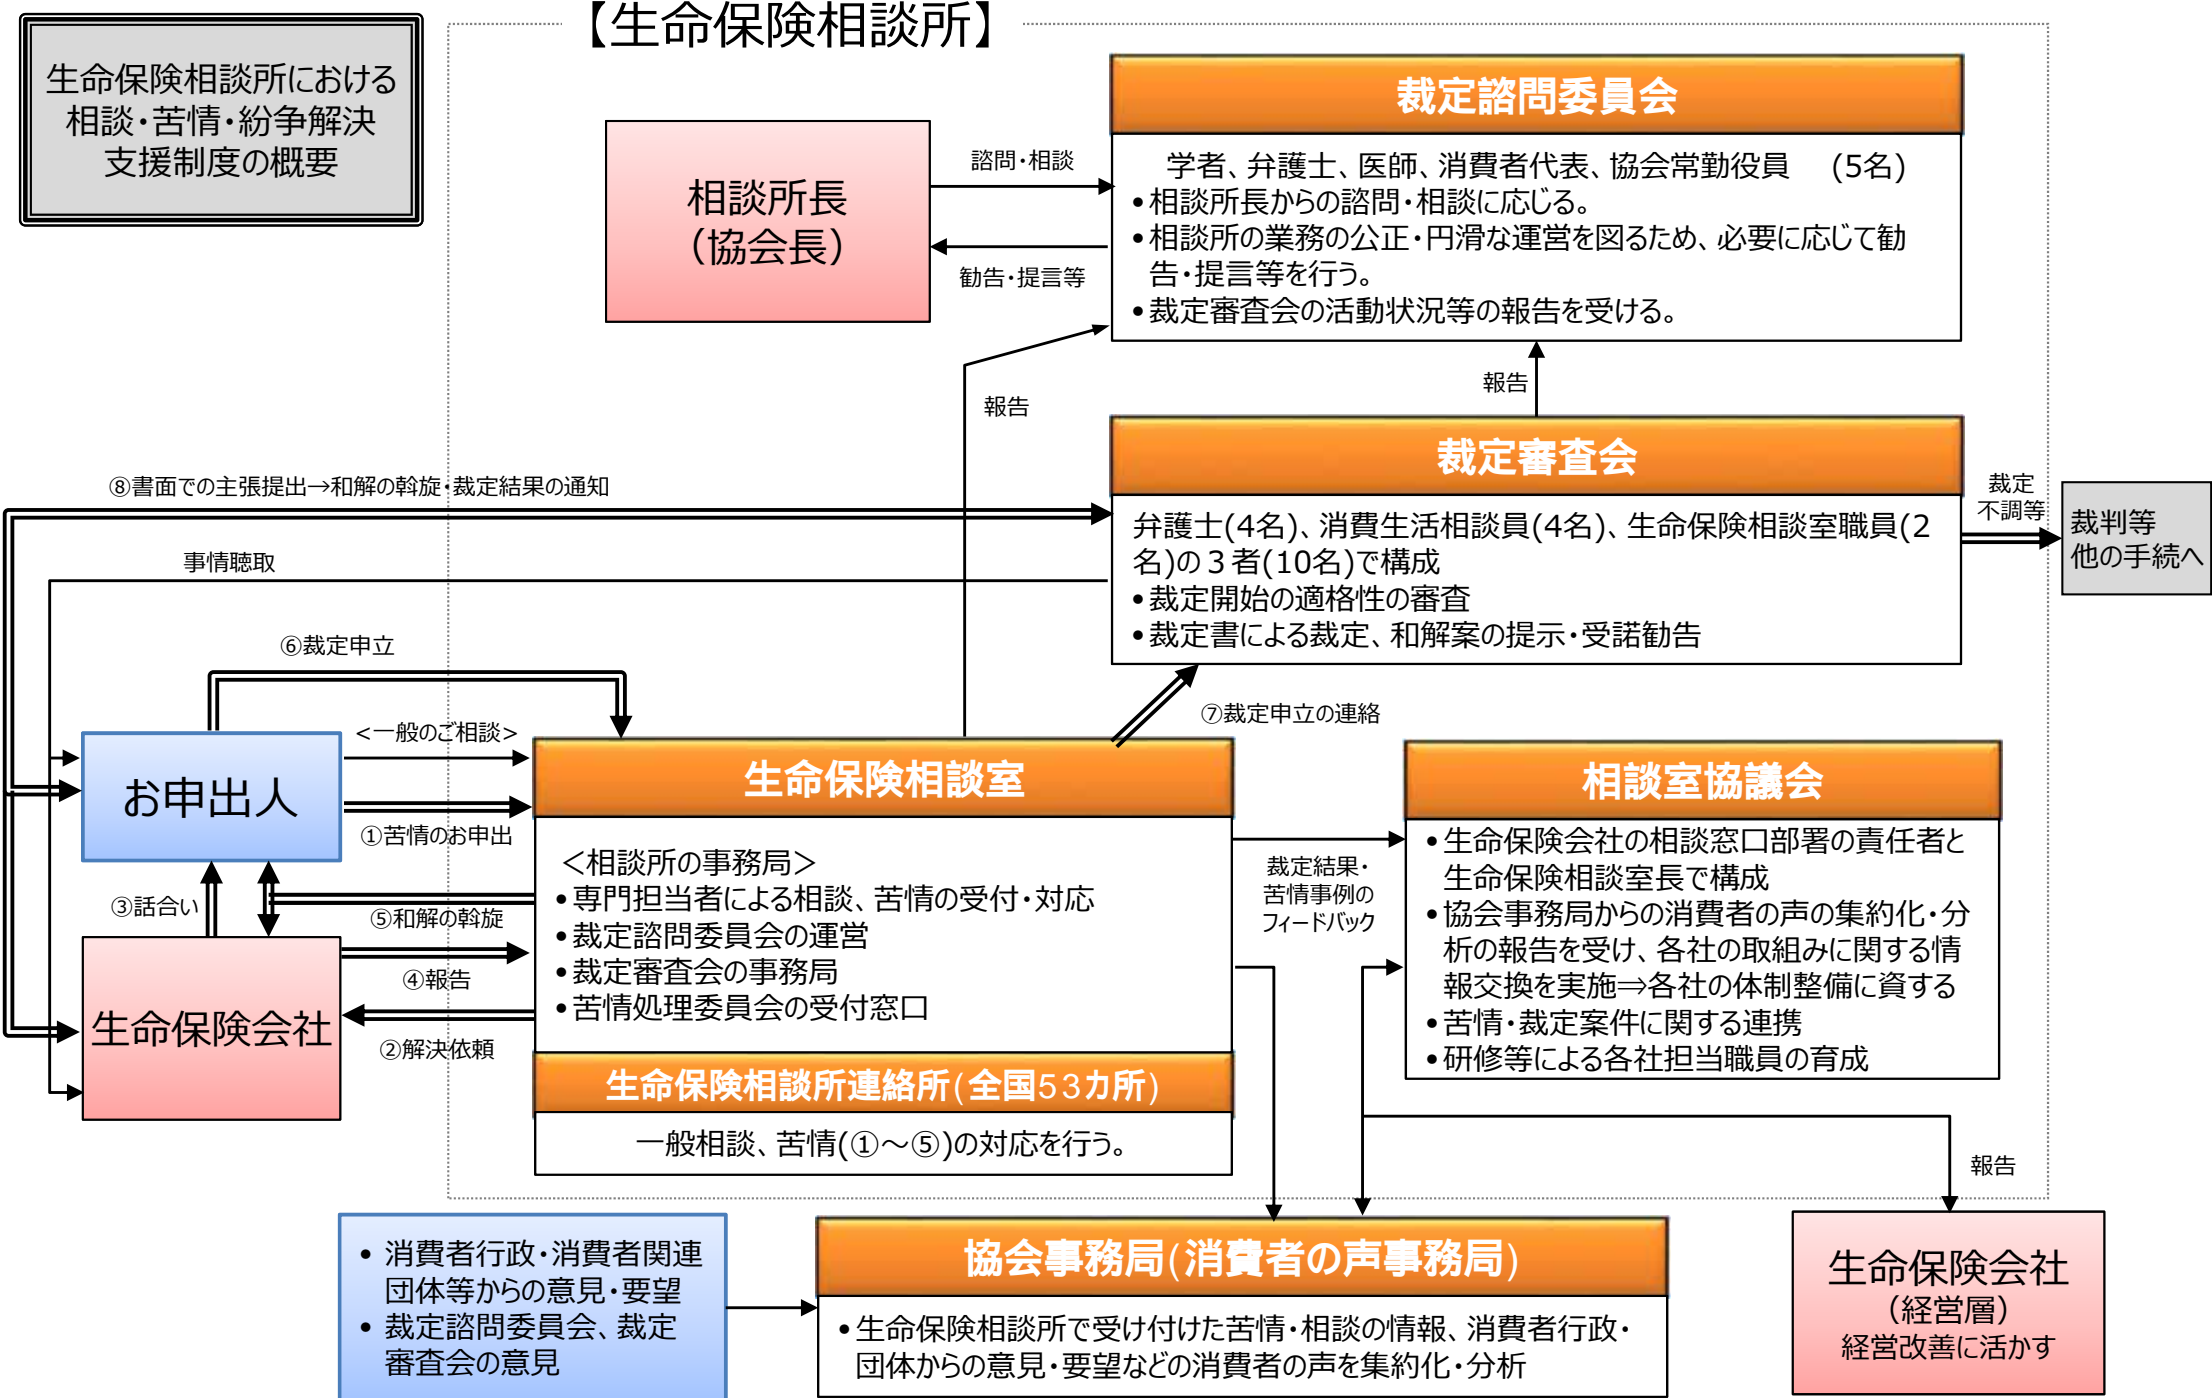 【生命保険相談所】
生命保険相談所における
相談・苦情・紛争解決
支援制度の概要
裁定諮問委員会
学者、弁護士、医師、消費者代表、協会常勤役員　(5名)
•相談所長からの諮問・相談に応じる。
•相談所の業務の公正・円滑な運営を図るため、必要に応じて勧
告・提言等を行う。
•裁定審査会の活動状況等の報告を受ける。
相談所長
（協会長）
諮問・相談
勧告・提言等
報告
報告
裁定審査会
弁護士(4名)、消費生活相談員(4名)、生命保険相談室職員(2
名)の３者(10名)で構成
•裁定開始の適格性の審査
•裁定書による裁定、和解案の提示・受諾勧告
裁定
不調等
裁判等
他の手続へ
⑧書面での主張提出→和解の斡旋・裁定結果の通知
事情聴取
⑥裁定申立
⑦裁定申立の連絡
<一般のご相談>
お申出人
①苦情のお申出
③話合い
⑤和解の斡旋
④報告
②解決依頼
生命保険会社
生命保険相談室
＜相談所の事務局＞
•専門担当者による相談、苦情の受付・対応
•裁定諮問委員会の運営
•裁定審査会の事務局
•苦情処理委員会の受付窓口
生命保険相談所連絡所(全国53カ所)
一般相談、苦情(①～⑤)の対応を行う。
裁定結果・
苦情事例の
フィードバック
相談室協議会
•生命保険会社の相談窓口部署の責任者と
生命保険相談室長で構成
•協会事務局からの消費者の声の集約化・分
析の報告を受け、各社の取組みに関する情
報交換を実施⇒各社の体制整備に資する
•苦情・裁定案件に関する連携
•研修等による各社担当職員の育成
報告
• 消費者行政・消費者関連
団体等からの意見・要望
• 裁定諮問委員会、裁定
審査会の意見
協会事務局(消費者の声事務局)
•生命保険相談所で受け付けた苦情・相談の情報、消費者行政・
団体からの意見・要望などの消費者の声を集約化・分析
生命保険会社
（経営層）
経営改善に活かす